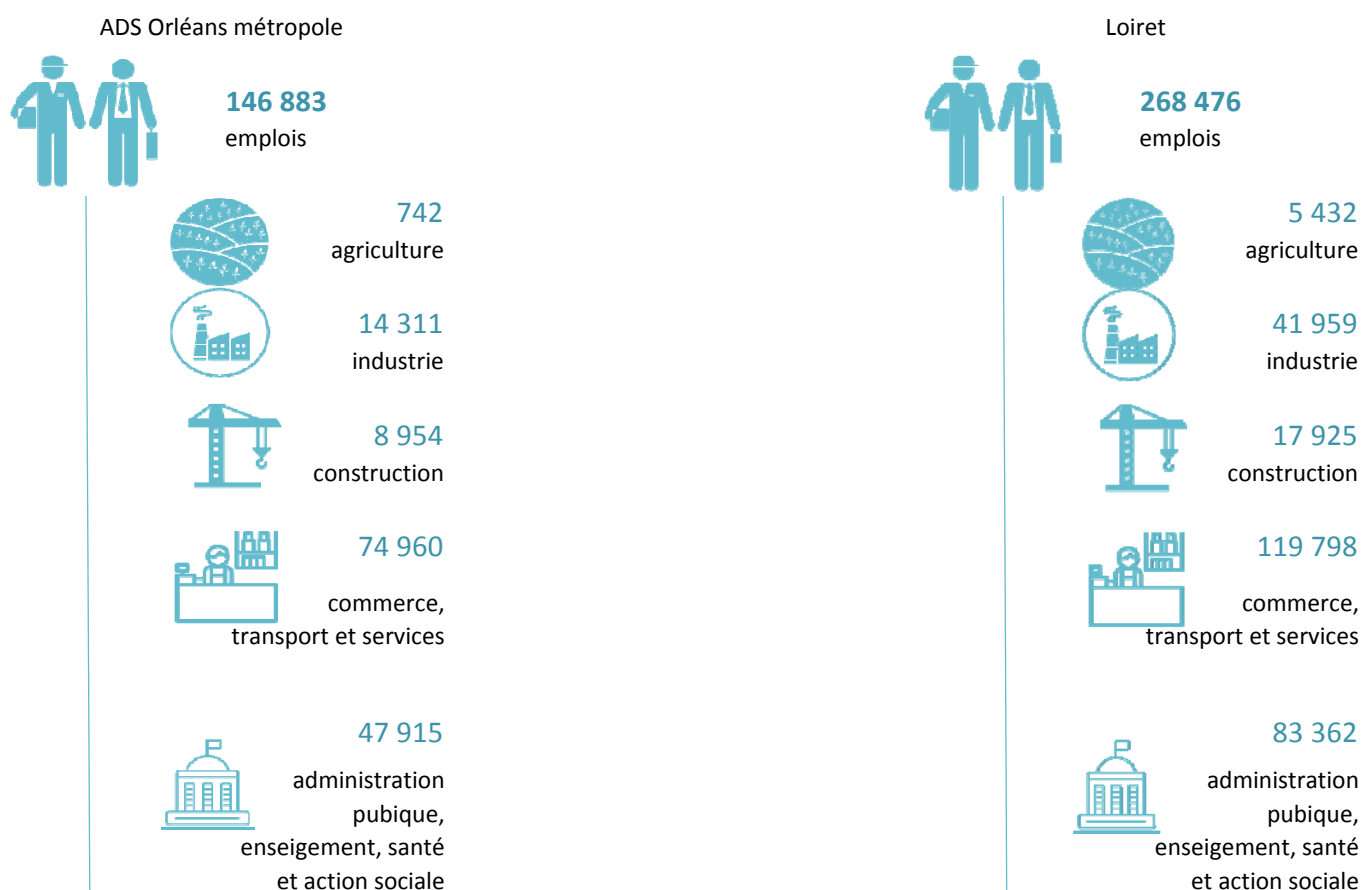 ADS Orléans métropole
146 883
emplois
742
agriculture
14 311
industrie
8 954
construction
74 960
commerce,
transport et services
47 915
administration
pubique,
enseigement, santé
et action sociale
Loiret
268 476
emplois
5 432
agriculture
41 959
industrie
17 925
construction
119 798
commerce,
transport et services
83 362
administration
pubique,
enseigement, santé
et action sociale